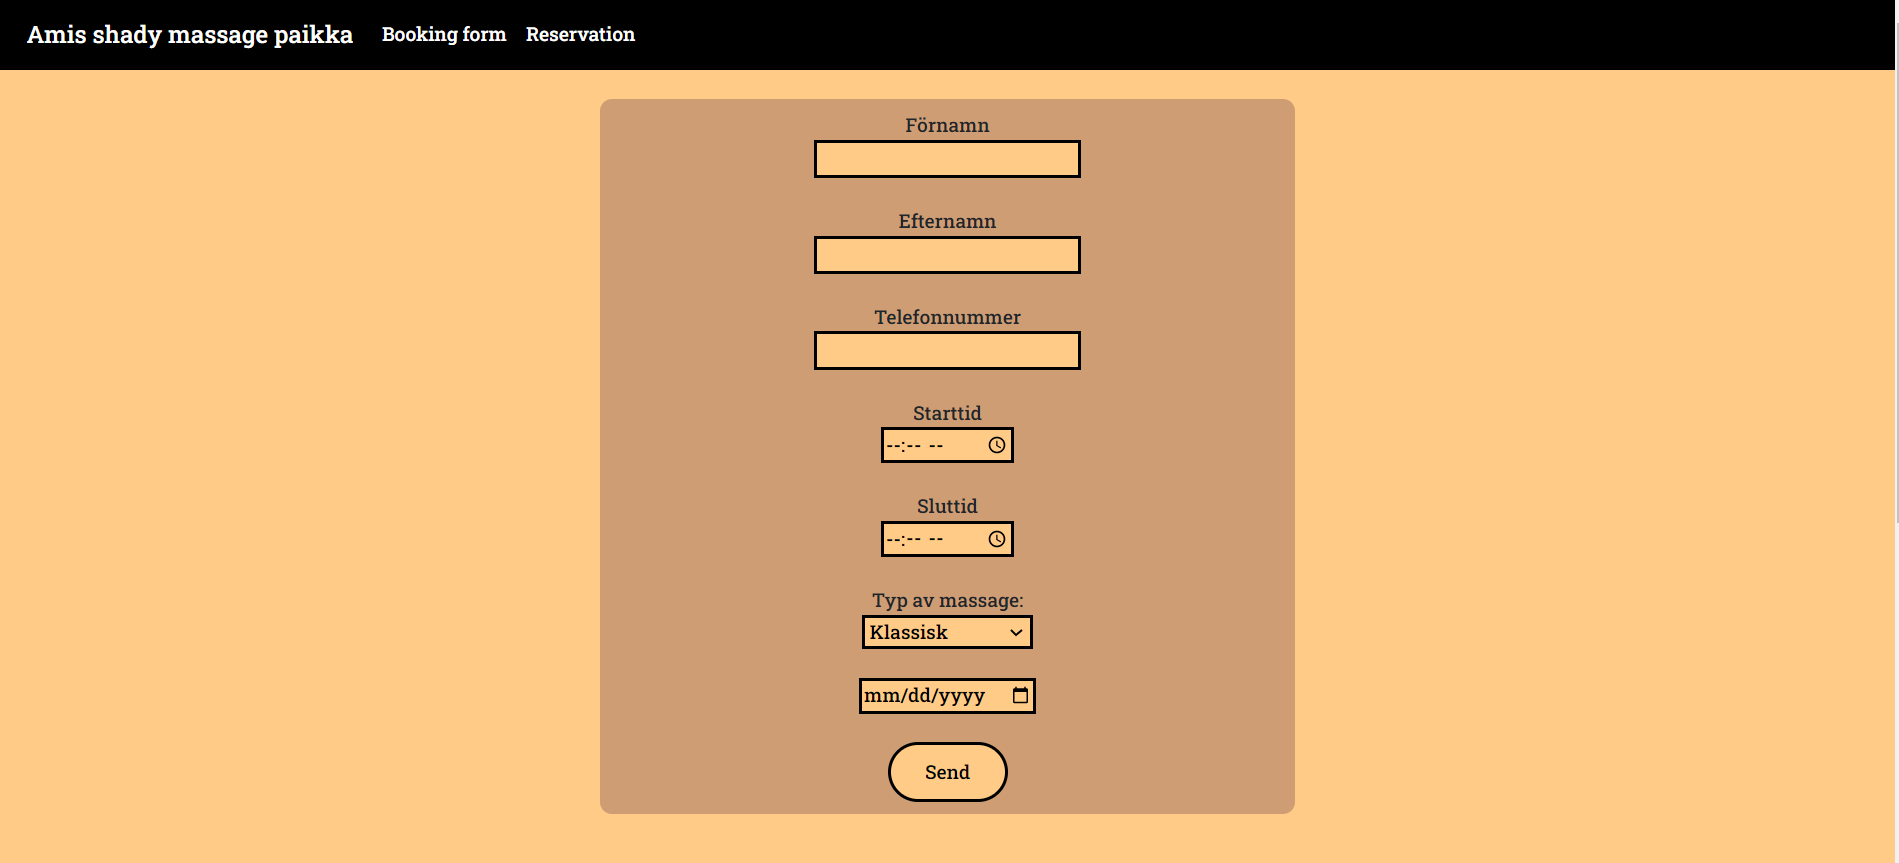 Amis shady massage paikka Booking form Reservation
Förnamn
Efternamn
Telefonnummer
Starttid
--:-- --
Sluttid
--:-- --
Typ av massage:
Klassisk
mm/dd/yyyy
Send